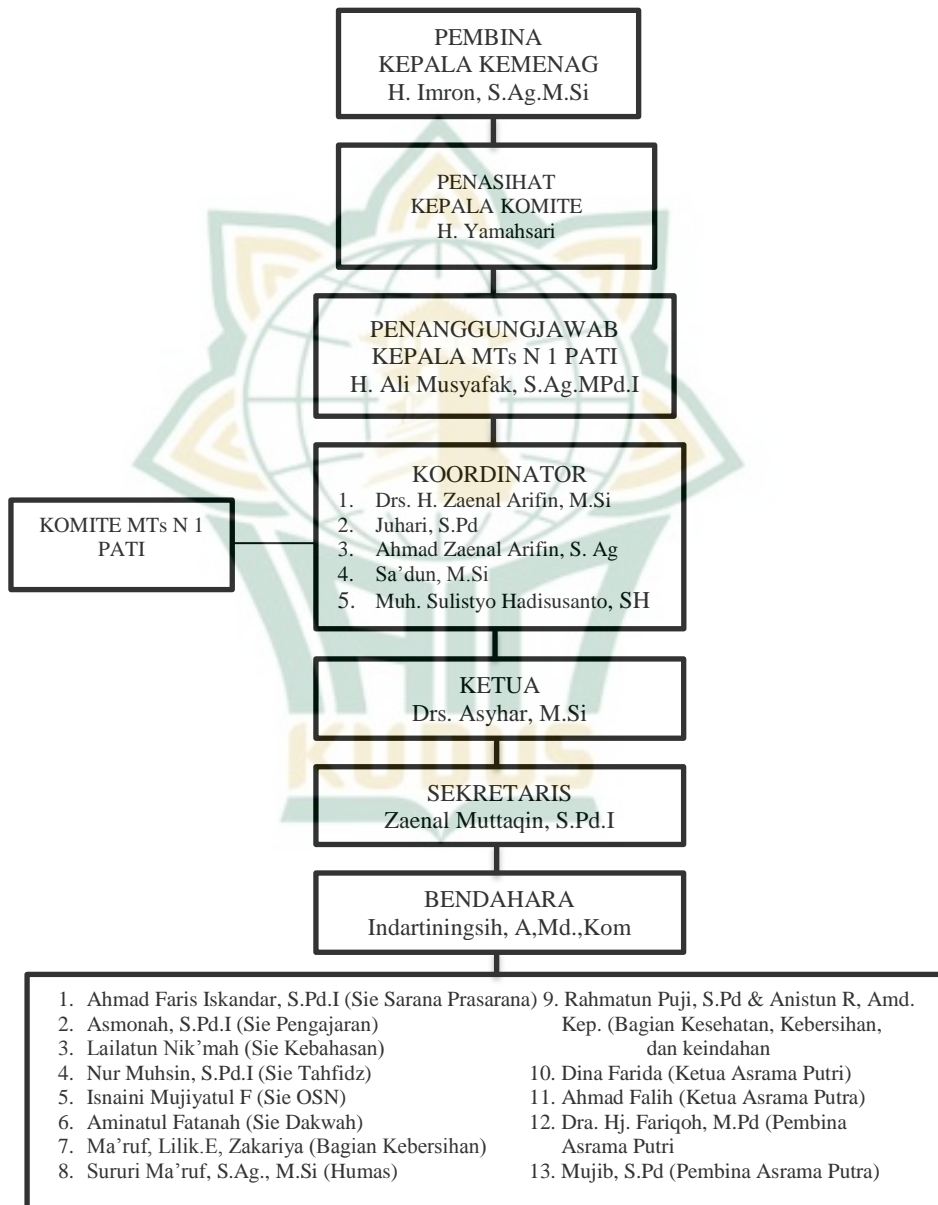 PEMBINA
KEPALA KEMENAG
H. Imron, S.Ag.M.Si
PENASIHAT
KEPALA KOMITE
H. Yamahsari
PENANGGUNGJAWAB
KEPALA MTs N 1 PATI
H. Ali Musyafak, S.Ag.MPd.I
KOORDINATOR
1. Drs. H. Zaenal Arifin, M.Si
2. Juhari, S.Pd
3. Ahmad Zaenal Arifin, S. Ag
4. Sa’dun, M.Si
5. Muh. Sulistyo Hadisusanto, SH
KOMITE MTs N 1
PATI
KETUA
Drs. Asyhar, M.Si
SEKRETARIS
Zaenal Muttaqin, S.Pd.I
BENDAHARA
Indartiningsih, A,Md.,Kom
1. Ahmad Faris Iskandar, S.Pd.I (Sie Sarana Prasarana)
2. Asmonah, S.Pd.I (Sie Pengajaran)
3. Lailatun Nik’mah (Sie Kebahasan)
4. Nur Muhsin, S.Pd.I (Sie Tahfidz)
5. Isnaini Mujiyatul F (Sie OSN)
6. Aminatul Fatanah (Sie Dakwah)
7. Ma’ruf, Lilik.E, Zakariya (Bagian Kebersihan)
8. Sururi Ma’ruf, S.Ag., M.Si (Humas)
9. Rahmatun Puji, S.Pd & Anistun R, Amd.
Kep. (Bagian Kesehatan, Kebersihan,
dan keindahan
10. Dina Farida (Ketua Asrama Putri)
11. Ahmad Falih (Ketua Asrama Putra)
12. Dra. Hj. Fariqoh, M.Pd (Pembina
Asrama Putri
13. Mujib, S.Pd (Pembina Asrama Putra)
KUDUS